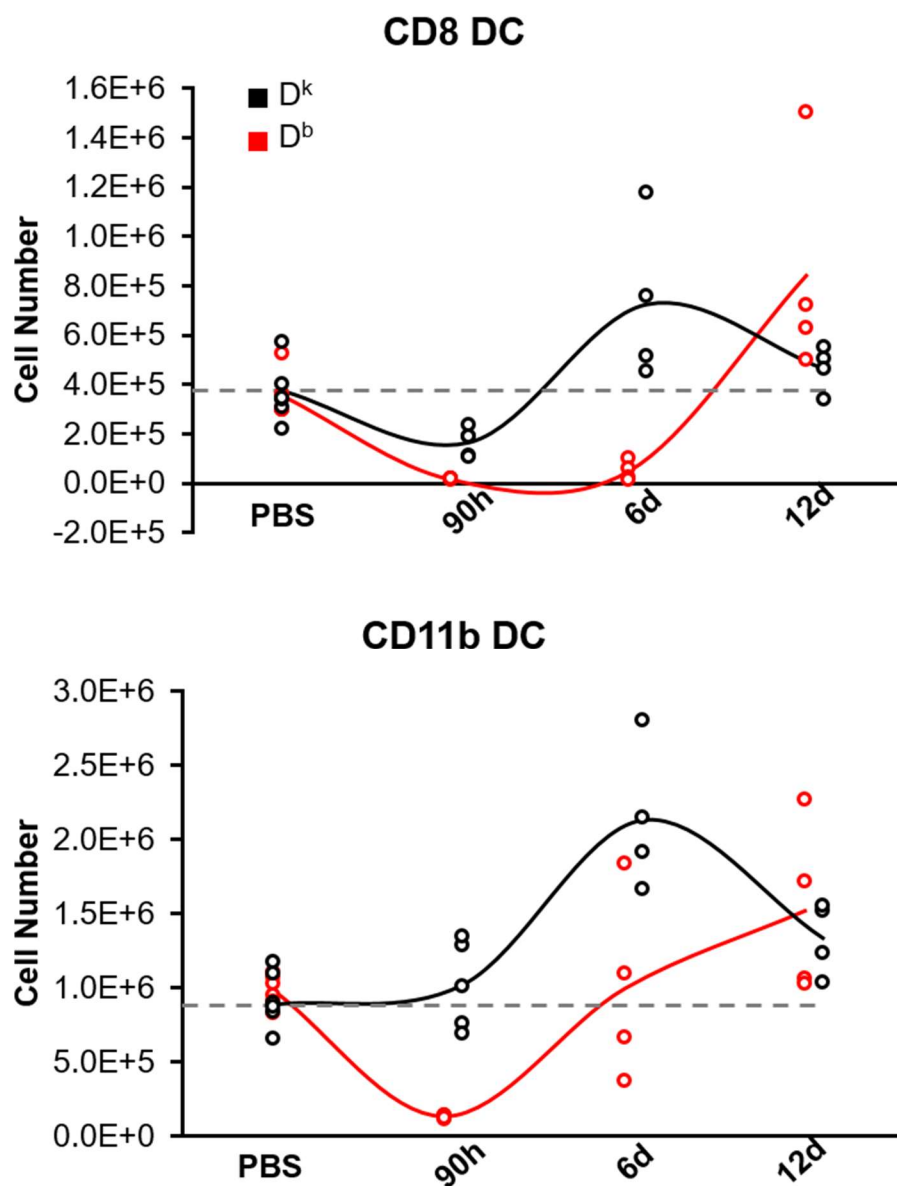 CD8 DC
Cell Number
1.6E+6
1.4E+6
1.2E+6
1.0E+6
8.0E+5
6.0E+5
4.0E+5
2.0E+5
0.0E+0
-2.0E+5
Dᵏ
Dᵇ
PBS
90h
6d
12d
CD11b DC
Cell Number
3.0E+6
2.5E+6
2.0E+6
1.5E+6
1.0E+6
5.0E+5
0.0E+0
PBS
90h
6d
12d